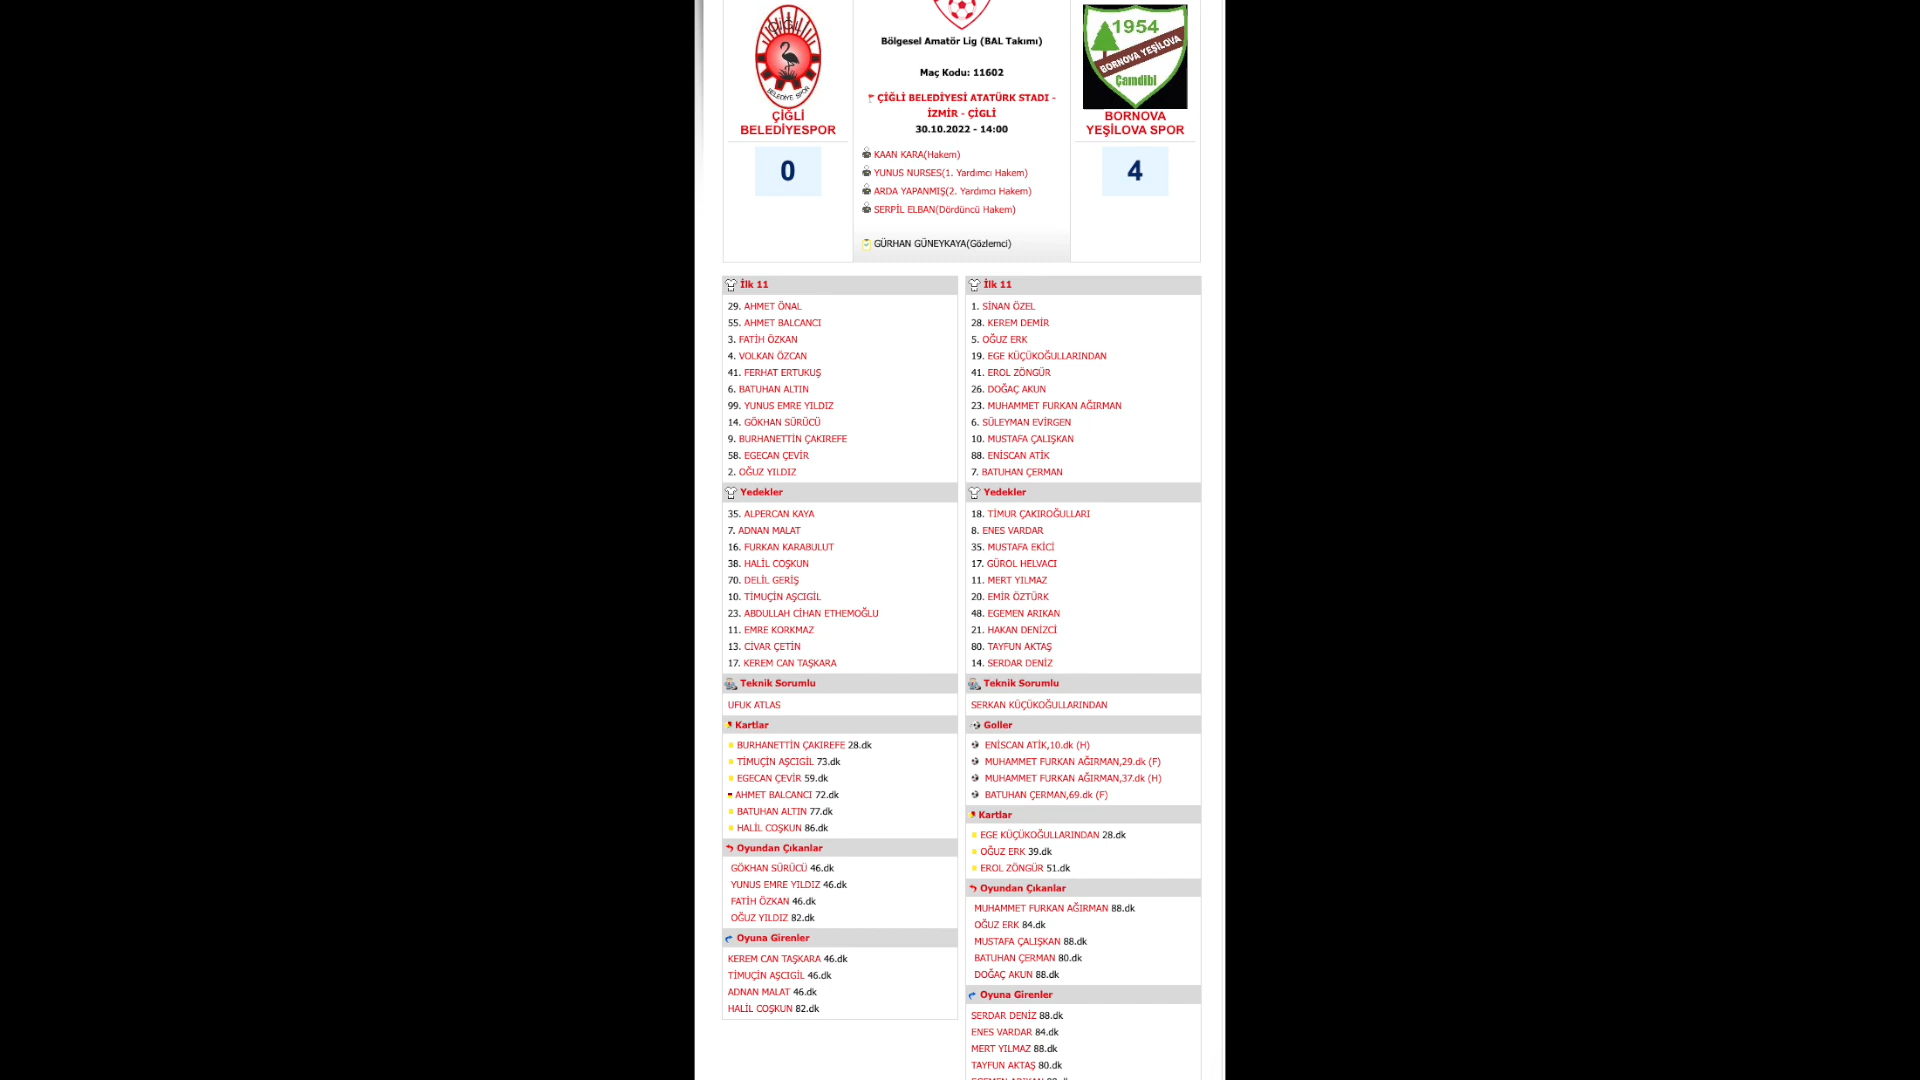 ÇİĞLİ
BELEDİYE SPOR
ÇİĞLİ
BELEDİYESPOR
0
Bölgesel Amatör Lig (BAL Takımı)
Maç Kodu: 11602
ÇİĞLİ BELEDİYESİ ATATÜRK STADI -
İZMİR - ÇİGLİ
30.10.2022 - 14:00
KAAN KARA(Hakem)
YUNUS NURSES(1. Yardımcı Hakem)
ARDA YAPANMIŞ(2. Yardımcı Hakem)
SERPİL ELBAN(Dördüncü Hakem)
GÜRHAN GÜNEYKAYA(Gözlemci)
1954
BORNOVA YEŞİLOVA
Çamdibi
BORNOVA
YEŞİLOVA SPOR
4
İlk 11
29. AHMET ÖNAL
55. AHMET BALCANCI
3. FATİH ÖZKAN
4. VOLKAN ÖZCAN
41. FERHAT ERTUKUŞ
6. BATUHAN ALTIN
99. YUNUS EMRE YILDIZ
14. GÖKHAN SÜRÜCÜ
9. BURHANETTİN ÇAKIREFE
58. EGECAN ÇEVİR
2. OĞUZ YILDIZ
Yedekler
35. ALPERCAN KAYA
7. ADNAN MALAT
16. FURKAN KARABULUT
38. HALİL COŞKUN
70. DELİL GERİŞ
10. TİMUÇİN AŞCIGİL
23. ABDULLAH CİHAN ETHEMOĞLU
11. EMRE KORKMAZ
13. CİVAR ÇETİN
17. KEREM CAN TAŞKARA
Teknik Sorumlu
UFUK ATLAS
Kartlar
BURHANETTİN ÇAKIREFE 28.dk
TİMUÇİN AŞCIGİL 73.dk
EGECAN ÇEVİR 59.dk
AHMET BALCANCI 72.dk
BATUHAN ALTIN 77.dk
HALİL COŞKUN 86.dk
Oyundan Çıkanlar
GÖKHAN SÜRÜCÜ 46.dk
YUNUS EMRE YILDIZ 46.dk
FATİH ÖZKAN 46.dk
OĞUZ YILDIZ 82.dk
Oyuna Girenler
KEREM CAN TAŞKARA 46.dk
TİMUÇİN AŞCIGİL 46.dk
ADNAN MALAT 46.dk
HALİL COŞKUN 82.dk
İlk 11
1. SİNAN ÖZEL
28. KEREM DEMİR
5. OĞUZ ERK
19. EGE KÜÇÜKOĞULLARINDAN
41. EROL ZÖNGÜR
26. DOĞAÇ AKUN
23. MUHAMMET FURKAN AĞIRMAN
6. SÜLEYMAN EVİRGEN
10. MUSTAFA ÇALIŞKAN
88. ENİSCAN ATİK
7. BATUHAN ÇERMAN
Yedekler
18. TİMUR ÇAKIROĞULLARI
8. ENES VARDAR
35. MUSTAFA EKİCİ
17. GÜROL HELVACI
11. MERT YILMAZ
20. EMİR ÖZTÜRK
48. EGEMEN ARIKAN
21. HAKAN DENİZCİ
80. TAYFUN AKTAŞ
14. SERDAR DENİZ
Teknik Sorumlu
SERKAN KÜÇÜKOĞULLARINDAN
Goller
ENİSCAN ATİK,10.dk (H)
MUHAMMET FURKAN AĞIRMAN,29.dk (F)
MUHAMMET FURKAN AĞIRMAN,37.dk (H)
BATUHAN ÇERMAN,69.dk (F)
Kartlar
EGE KÜÇÜKOĞULLARINDAN 28.dk
OĞUZ ERK 39.dk
EROL ZÖNGÜR 51.dk
Oyundan Çıkanlar
MUHAMMET FURKAN AĞIRMAN 88.dk
OĞUZ ERK 84.dk
MUSTAFA ÇALIŞKAN 88.dk
BATUHAN ÇERMAN 80.dk
DOĞAÇ AKUN 88.dk
Oyuna Girenler
SERDAR DENİZ 88.dk
ENES VARDAR 84.dk
MERT YILMAZ 88.dk
TAYFUN AKTAŞ 80.dk